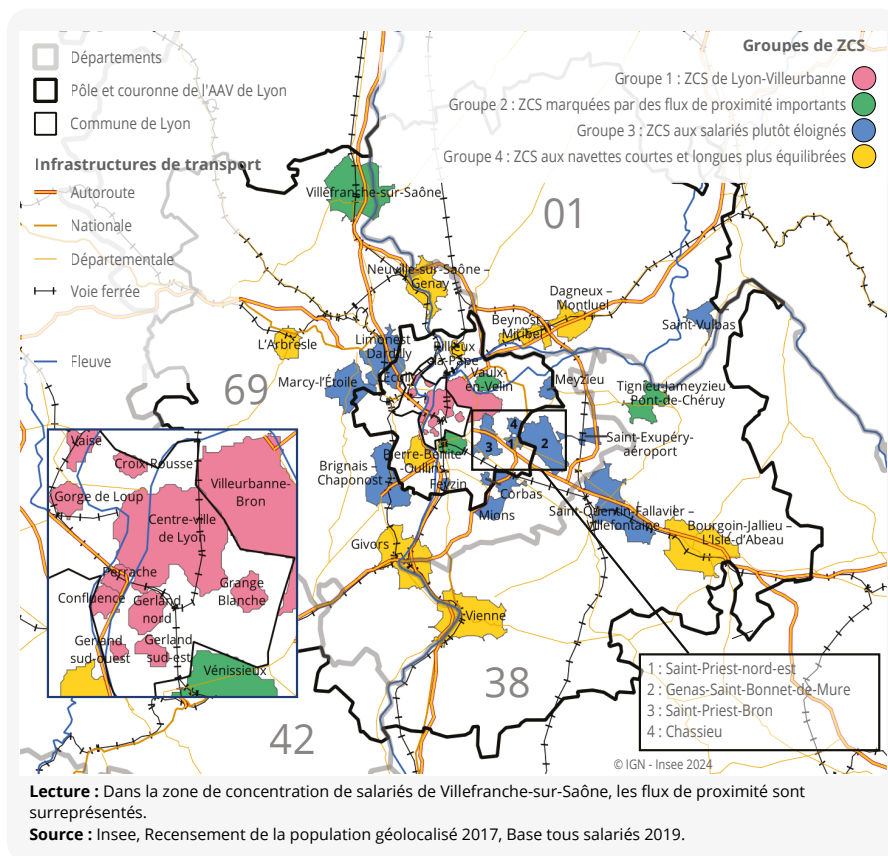 Départements
Pôle et couronne de l'AAV de Lyon
Commune de Lyon
Infrastructures de transport
Autoroute
Nationale
Départementale
Voie ferrée
Fleuve
Groupes de ZCS
Groupe 1 : ZCS de Lyon-Villeurbanne
Groupe 2 : ZCS marquées par des flux de proximité importants
Groupe 3 : ZCS aux salariés plutôt éloignés
Groupe 4 : ZCS aux navettes courtes et longues plus équilibrées
Villefranche-sur-Saône
01
Neuville-sur-Saône –
Genay
Dagneux –
Montluel
Beynost
Miribel
Saint-Vulbas
L'Arbresle
Limonest
Dardilly
Rillieux
-la-Pape
Écully
Vaulx-
en-Velin
Meyzieu
Marcy-l'Étoile
69
Tignieu-Jameyzieu
Pont-de-Chéruy
4
3
1
2
Saint-Exupéry-
aéroport
Pierre-Bénite
Oullins
Brignais –
Chaponost
Feyzin
Corbas
Mions
Saint-Quentin-Fallavier –
Villefontaine
Bourgoin-Jallieu –
L'Isle-d'Abeau
Givors
Vienne
38
42
Vaise
Croix-Rousse
Villeurbanne-
Bron
Gorge de Loup
Centre-ville
de Lyon
Perrache
Confluence
Gerland
nord
Grange
Blanche
Gerland
sud-ouest
Gerland
sud-est
Vénissieux
1 : Saint-Priest-nord-est
2 : Genas-Saint-Bonnet-de-Mure
3 : Saint-Priest-Bron
4 : Chassieu
© IGN - Insee 2024
Lecture : Dans la zone de concentration de salariés de Villefranche-sur-Saône, les flux de proximité sont
surreprésentés.
Source : Insee, Recensement de la population géolocalisé 2017, Base tous salariés 2019.